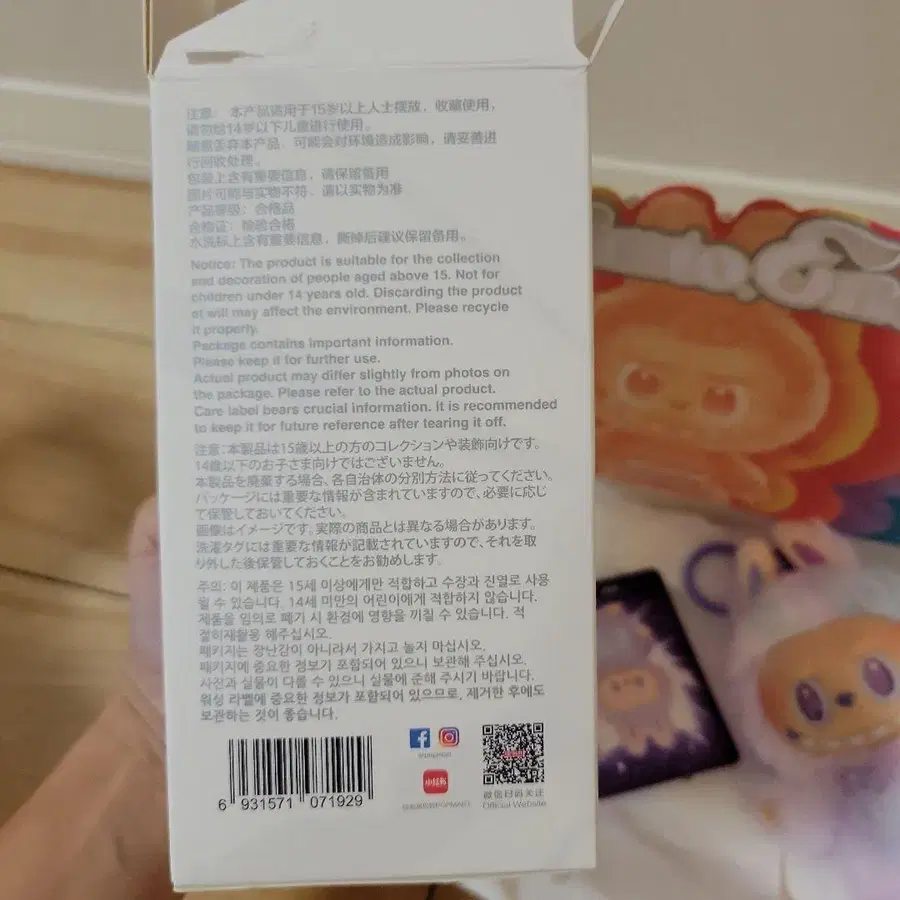 注意： 本产品适用于15岁以上人士摆放，收藏使用，
请勿给14岁以下儿童进行使用。
随意丢弃本产品，可能会对环境造成影响，请妥善进
行回收处理。
包装上含有重要信息，请保留备用
图片可能与实物不符，请以实物为准
产品等级：合格品
合格证：检验合格
水洗标上含有重要信息，撕掉后建议保留备用。
Notice: The product is suitable for the collection
and decoration of people aged above 15. Not for
children under 14 years old. Discarding the product
at will may affect the environment. Please recycle
it properly.
Package contains important information.
Please keep it for further use.
Actual product may differ slightly from photos on
the package. Please refer to the actual product.
Care label bears crucial information. It is recommended
to keep it for future reference after tearing it off.
注意：本製品は15歳以上の方のコレクションや装飾向けです。
14歳以下のお子さま向けではございません。
本製品を廃棄する場合、各自治体の分別方法に従ってください。
パッケージには重要な情報が含まれていますので、必要に応じ
て保管しておいてください。
画像はイメージです。実際の商品とは異なる場合があります。
洗濯タグには重要な情報が記載されていますので、それを取
り外した後保管しておくことをお勧めします。
주의: 이 제품은 15세 이상에게만 적합하고 수장과 진열로 사용
될 수 있습니다. 14세 미만의 어린이에게 적합하지 않습니다.
제품을 임의로 폐기 시 환경에 영향을 끼칠 수 있습니다. 적
절히재활용 해주십시오.
패키지는 장난감이 아니라서 가지고 놀지 마십시오.
패키지에 중요한 정보가 포함되어 있으니 보관해 주십시오.
사진과 실물이 다를 수 있으니 실물에 준해 주시기 바랍니다.
워싱 라벨에 중요한 정보가 포함되어 있으므로, 제거한 후에도
보관하는 것이 좋습니다.
6 931571 071929
小红书
微信扫码关注
Official Website